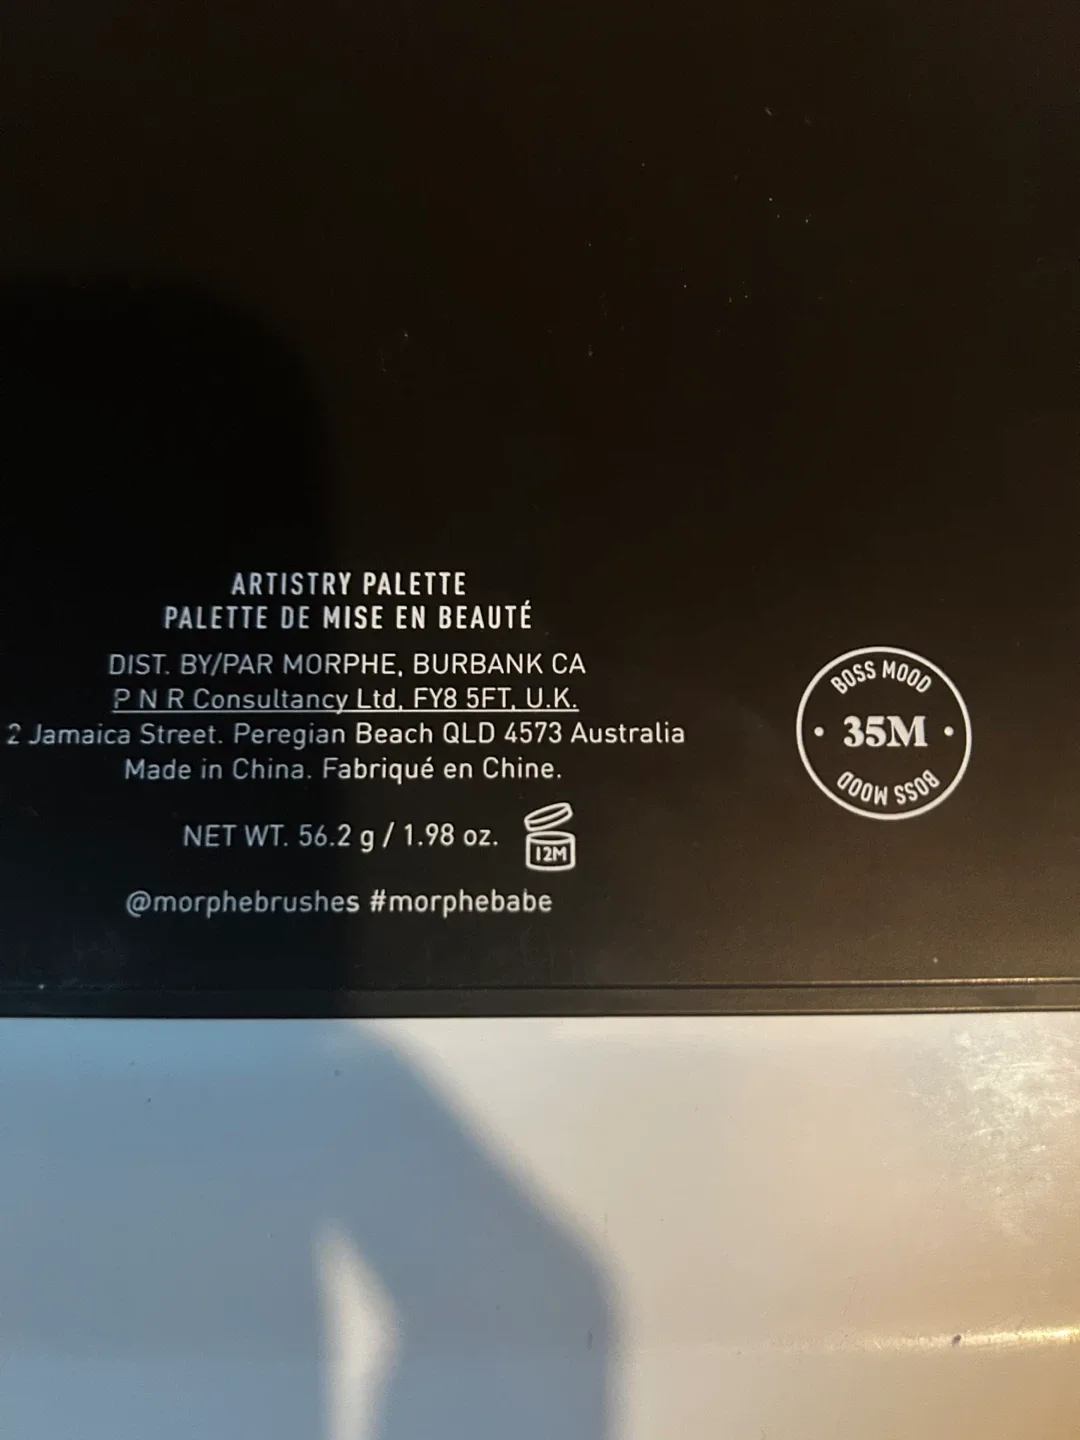 ARTISTRY PALETTE
PALETTE DE MISE EN BEAUTÉ
DIST. BY/PAR MORPHE, BURBANK CA
P N R Consultancy Ltd, FY8 5FT, U.K.
2 Jamaica Street. Peregian Beach QLD 4573 Australia
Made in China. Fabriqué en Chine.
NET WT. 56.2 g / 1.98 oz.
12M
@morphebrushes #morphebabe
BOSS MOOD
• 35M •
BOSS MOOD